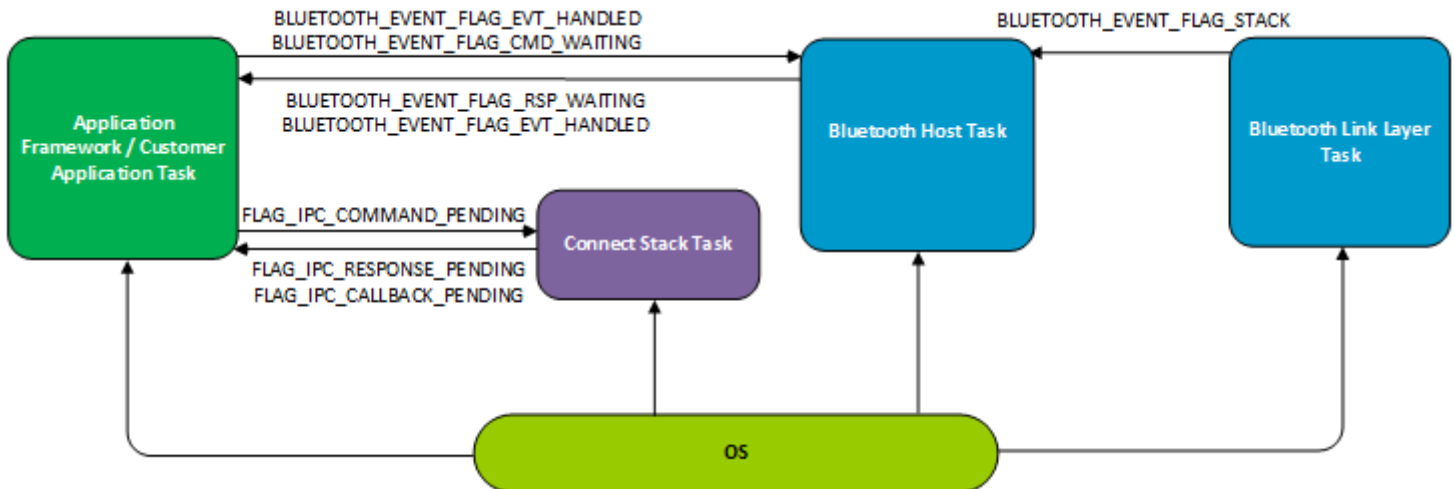 BLUETOOTH_EVENT_FLAG_EVT_HANDLED
BLUETOOTH_EVENT_FLAG_CMD_WAITING
BLUETOOTH_EVENT_FLAG_STACK
BLUETOOTH_EVENT_FLAG_RSP_WAITING
BLUETOOTH_EVENT_FLAG_EVT_HANDLED
Application
Framework / Customer
Application Task
Bluetooth Host Task
Bluetooth Link Layer
Task
FLAG_IPC_COMMAND_PENDING
Connect Stack Task
FLAG_IPC_RESPONSE_PENDING
FLAG_IPC_CALLBACK_PENDING
OS